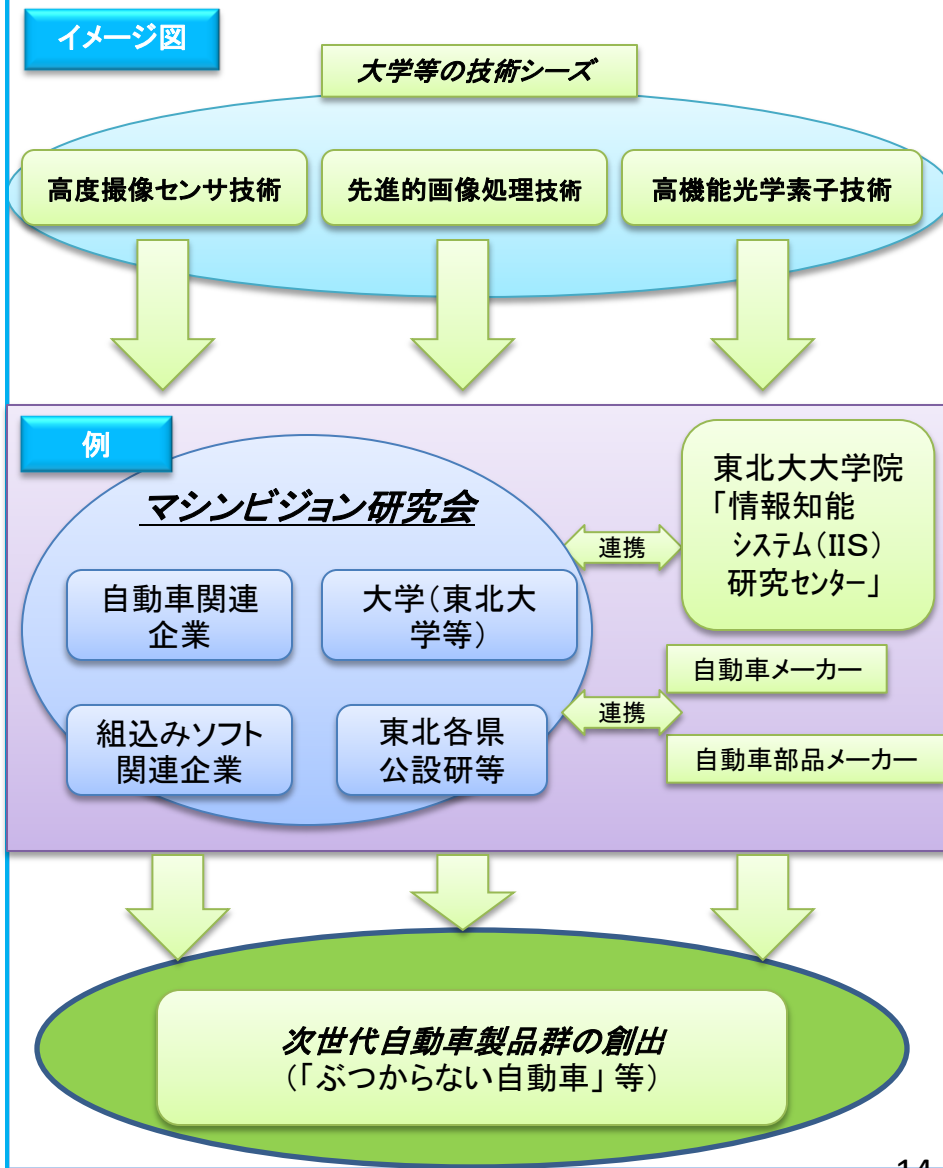 イメージ図
大学等の技術シーズ
高度撮像センサ技術
先進的画像処理技術
高機能光学素子技術
例
マシンビジョン研究会
自動車関連
企業
大学(東北大
学等)
組込みソフト
関連企業
東北各県
公設研等
連携
東北大大学院
「情報知能
システム(IIS)
研究センター」
連携
自動車メーカー
自動車部品メーカー
次世代自動車製品群の創出
(「ぶつからない自動車」等)
14